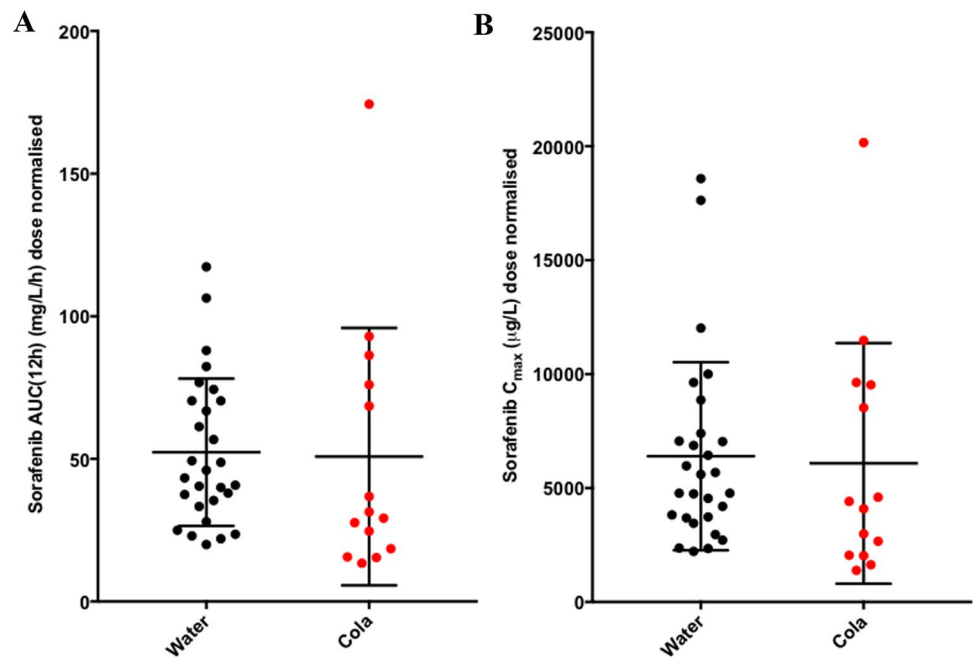 A
Sorafenib AUC(12h) (mg/L/h) dose normalised
200
150
100
50
0
Water
Cola
B
Sorafenib Cmax (µg/L) dose normalised
25000
20000
15000
10000
5000
0
Water
Cola